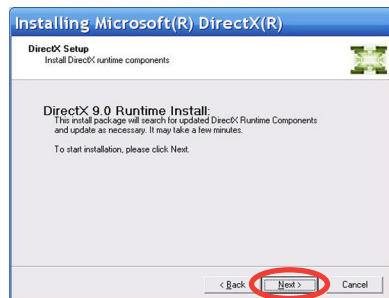 Installing Microsoft(R) DirectX(R)
DirectX Setup
Install DirectX runtime components
DirectX 9.0 Runtime Install:
This install package will search for updated DirectX Runtime Components
and update as necessary. It may take a few minutes.
To start installation, please click Next.
< Back Next > Cancel